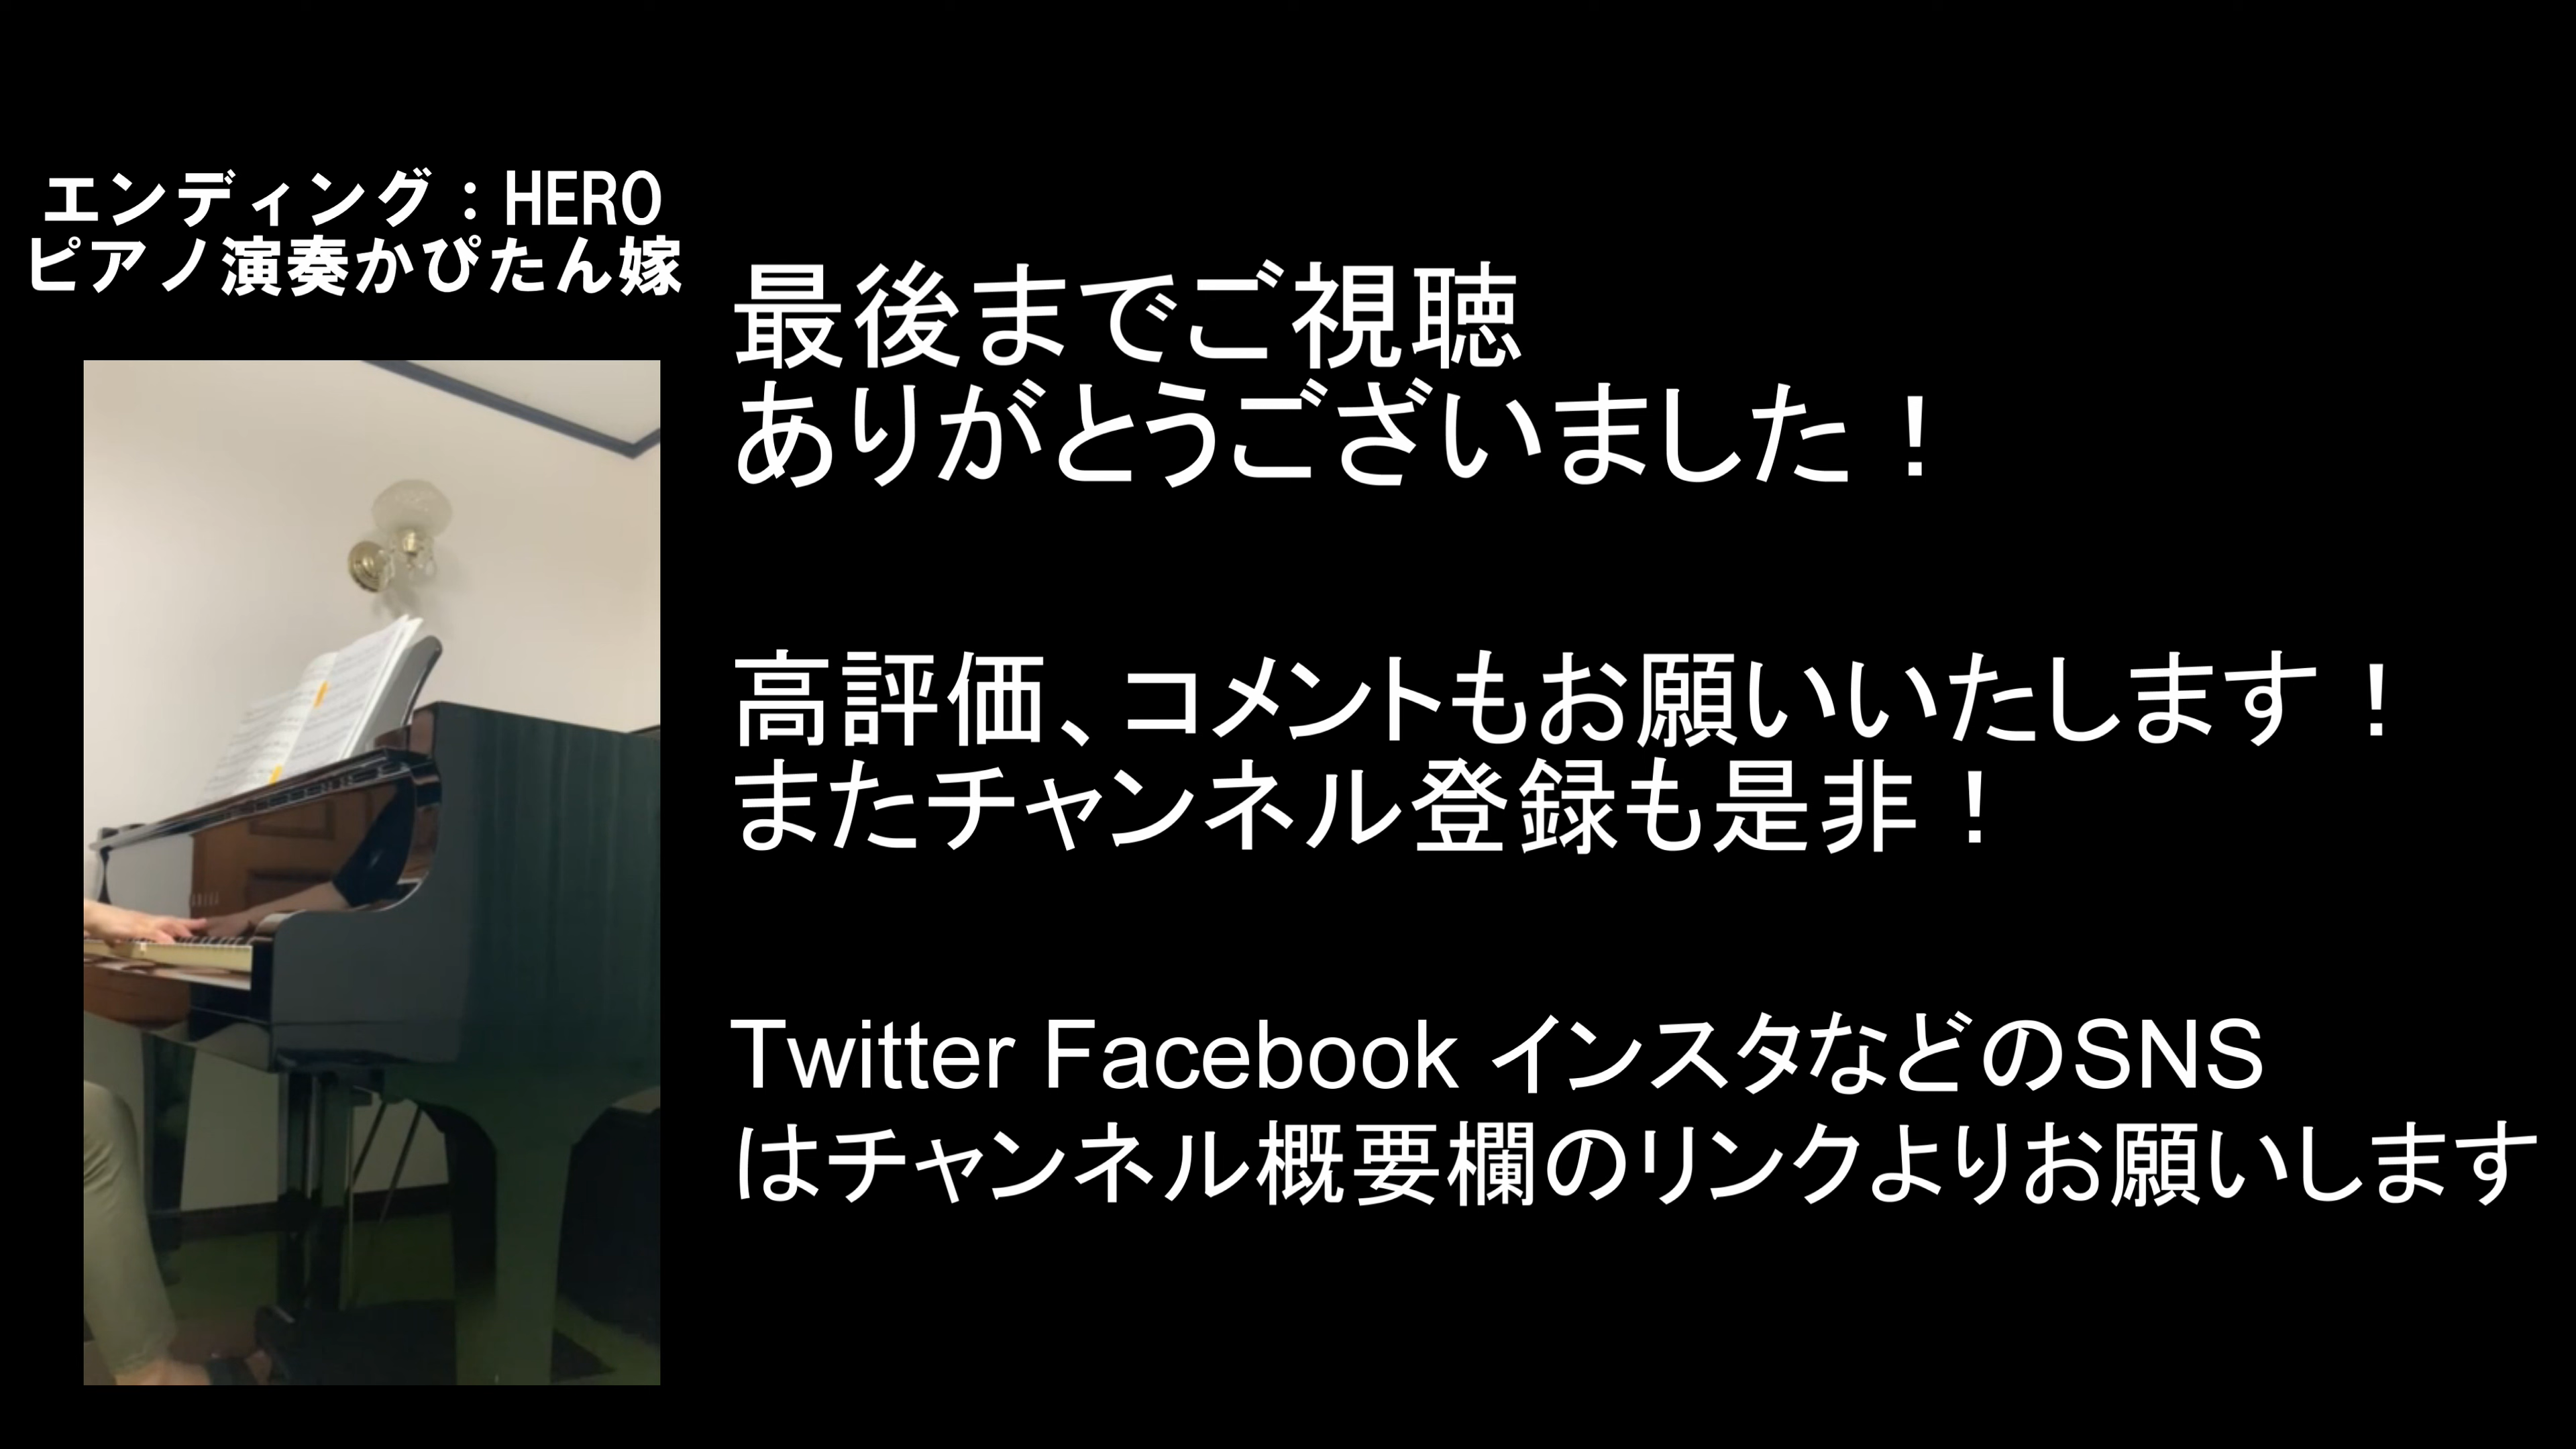 エンディング：HERO
ピアノ演奏かぴたん嫁
最後までご視聴
ありがとうございました！
高評価、コメントもお願いいたします！
またチャンネル登録も是非！
Twitter Facebook インスタなどのSNS
はチャンネル概要欄のリンクよりお願いします